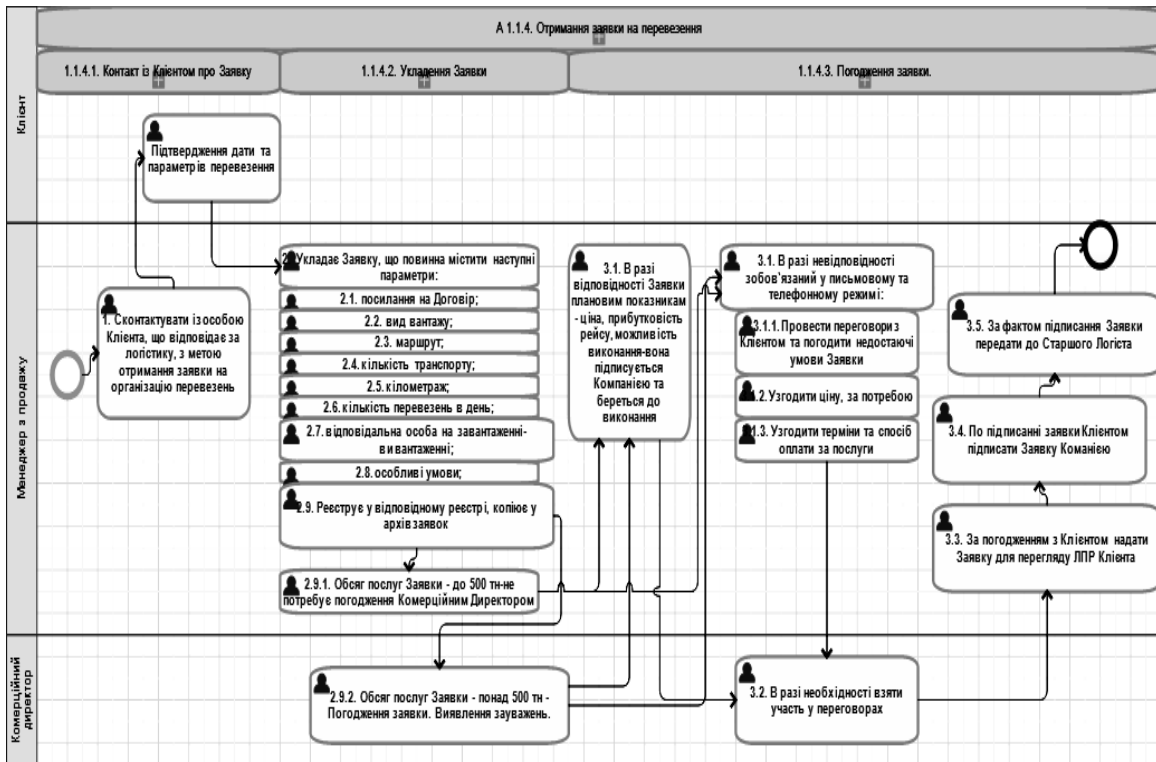 А 1.1.4. Отримання заявки на перевезення
1.1.4.1. Контакт із Клієнтом про Заявку
1.1.4.2. Укладення Заявки
1.1.4.3. Погодження заявки.
Клієнт
Підтвердження дати та
параметрів перевезення
Менеджер з продажу
1. Сконтактувати із особою
Клієнта, що відповідає за
логістику, з метою
отримання заявки на
організацію перевезень
2. Укладає Заявку, що повинна містити наступні
параметри:
2.1. посилання на Договір;
2.2. вид вантажу;
2.3. маршрут;
2.4. кількість транспорту;
2.5. кілометраж;
2.6. кількість перевезень в день;
2.7. відповідальна особа на завантаженні-
вивантаженні;
2.8. особливі умови;
2.9. Реєструє у відповідному реєстрі, копіює у
архів заявок
2.9.1. Обсяг послуг Заявки - до 500 тн-не
потребує погодження Комерційним Директором
3.1. В разі
відповідності Заявки
плановим показникам
- ціна, прибутковість
рейсу, можливість
виконання-вона
підписується
Компанією та
береться до
виконання
3.1. В разі невідповідності
зобов'язаний у письмовому та
телефонному режимі:
3.1.1. Провести переговори з
Клієнтом та погодити недостаючі
умови Заявки
1.2. Узгодити ціну, за потребою
1.3. Узгодити терміни та спосіб
оплати за послуги
3.5. За фактом підписання Заявки
передати до Старшого Логіста
3.4. По підписанні заявки Клієнтом
підписати Заявку Команією
3.3. За погодженням з Клієнтом надати
Заявку для перегляду ЛПР Клієнта
Комерційний
директор
2.9.2. Обсяг послуг Заявки - понад 500 тн -
Погодження заявки. Виявлення зауважень.
3.2. В разі необхідності взяти
участь у переговорах